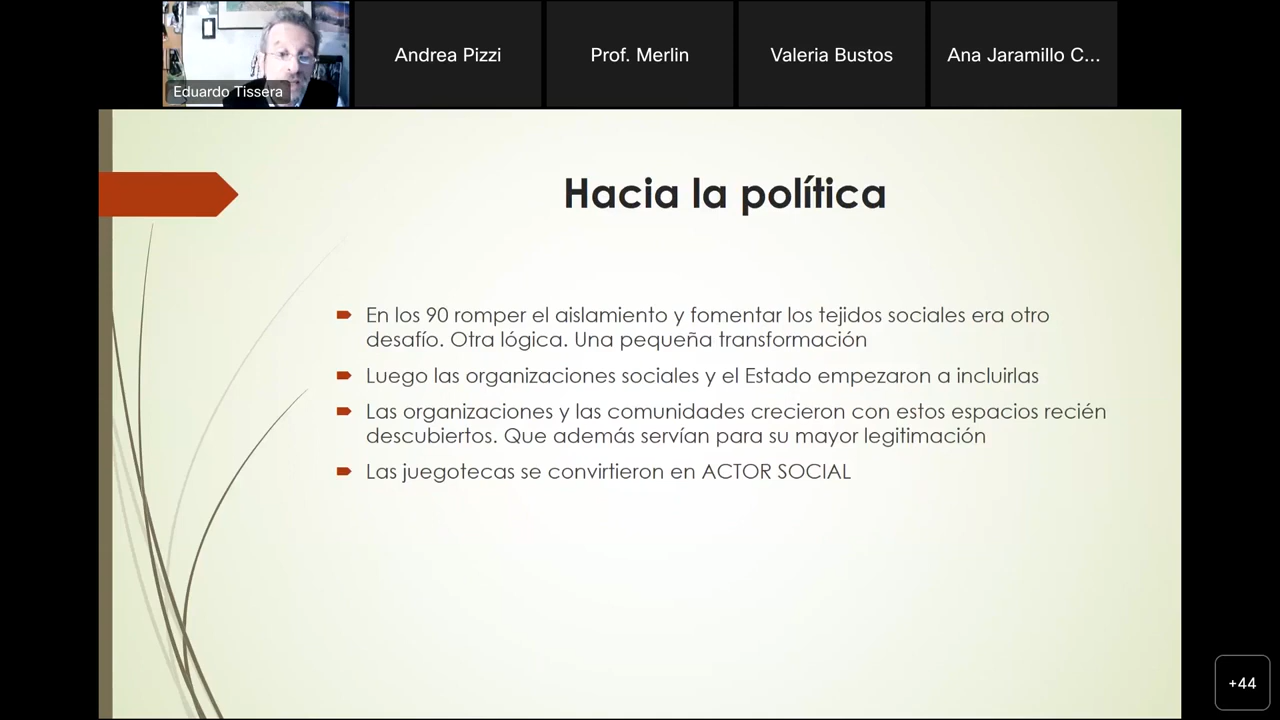 Eduardo Tissera
Andrea Pizzi
Prof. Merlin
Valeria Bustos
Ana Jaramillo C...
Hacia la política
En los 90 romper el aislamiento y fomentar los tejidos sociales era otro
desafío. Otra lógica. Una pequeña transformación
Luego las organizaciones sociales y el Estado empezaron a incluirlas
Las organizaciones y las comunidades crecieron con estos espacios recién
descubiertos. Que además servían para su mayor legitimación
Las juegotecas se convirtieron en ACTOR SOCIAL
+44